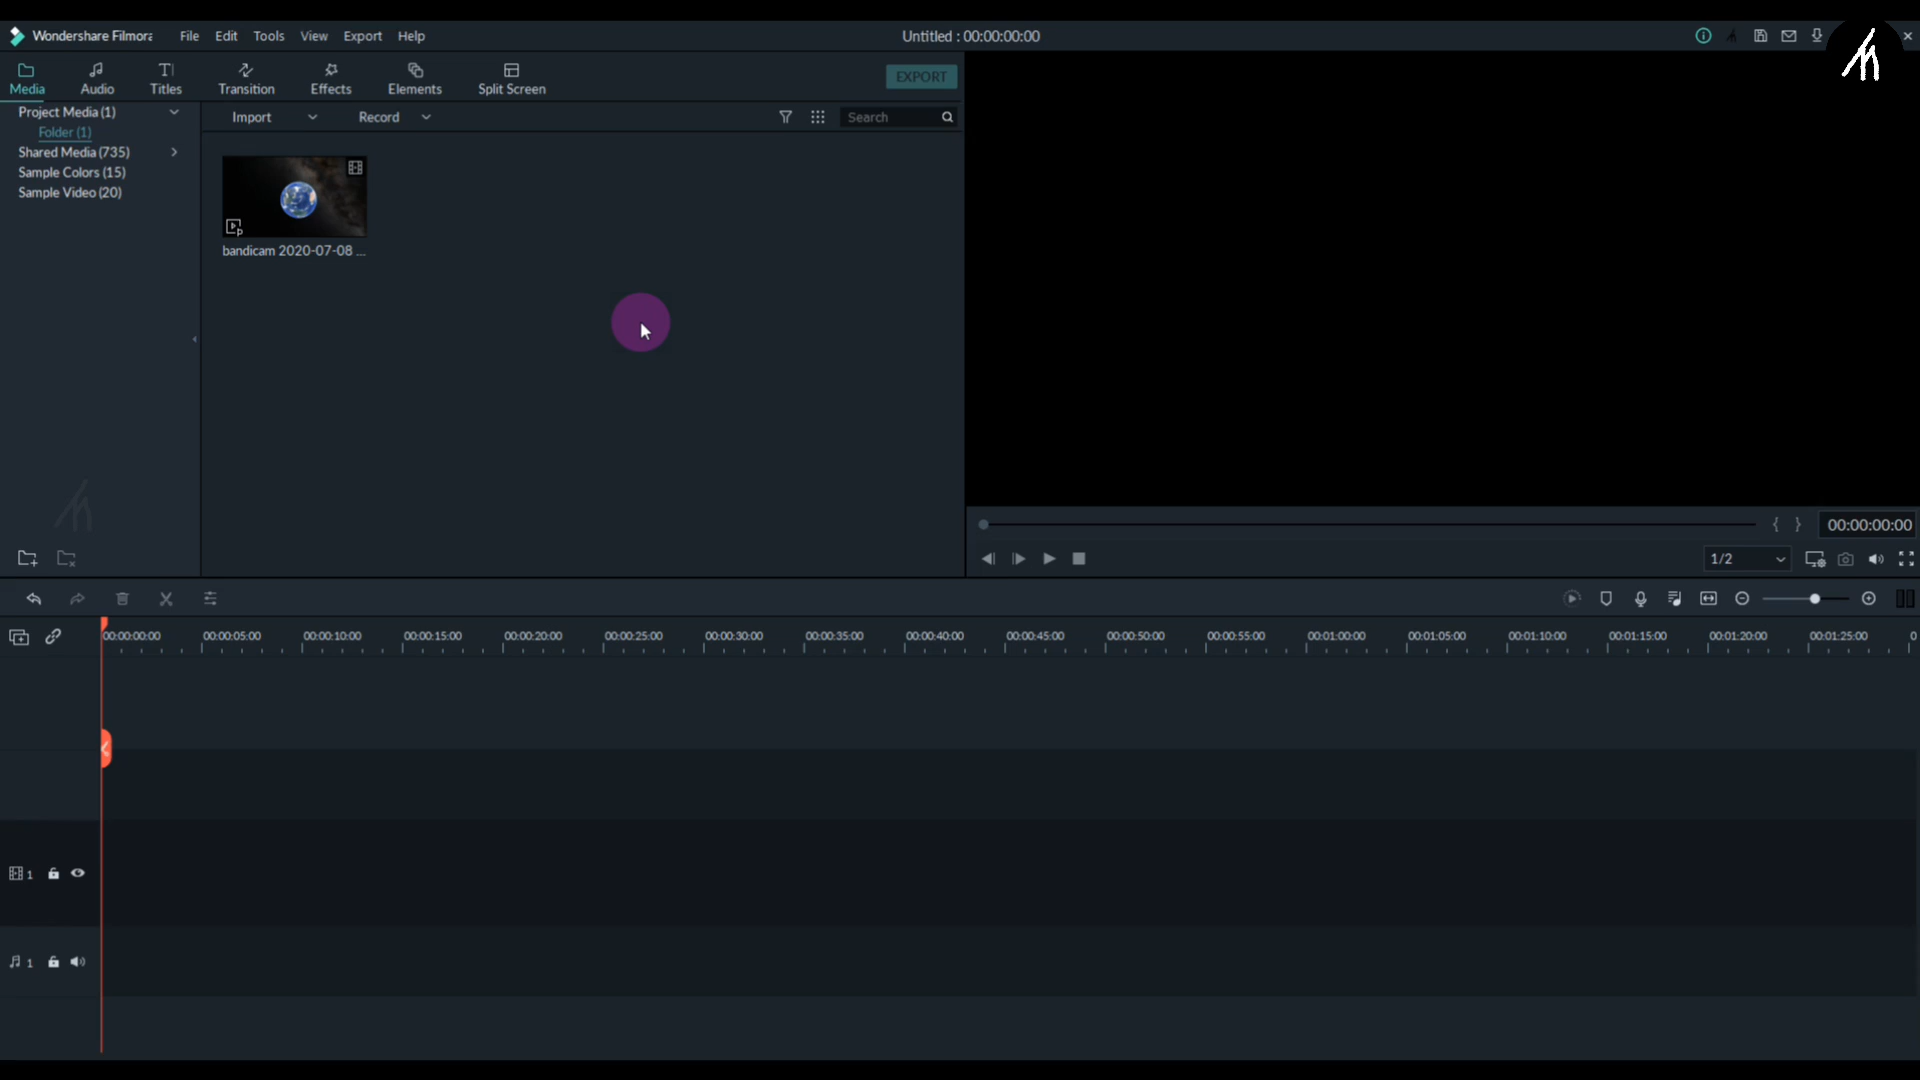 Wondershare Filmora
File Edit Tools View Export Help
Untitled : 00:00:00:00
Media Audio Titles Transition Effects Elements Split Screen
EXPORT
Project Media (1)
Folder (1)
Shared Media (735)
Sample Colors (15)
Sample Video (20)
Import Record Search
bandicam 2020-07-08 ...
00:00:00:00
1/2
00:00:00:00 00:00:05:00 00:00:10:00 00:00:15:00 00:00:20:00 00:00:25:00 00:00:30:00 00:00:35:00 00:00:40:00 00:00:45:00 00:00:50:00 00:00:55:00 00:01:00:00 00:01:05:00 00:01:10:00 00:01:15:00 00:01:20:00 00:01:25:00 0
1
1